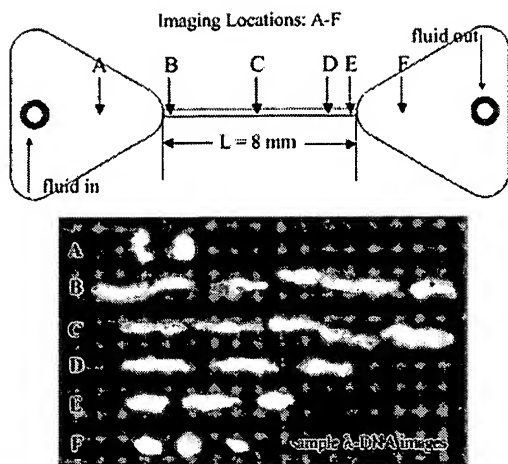 Imaging Locations: A-F
fluid out
A B C D E F
L = 8 mm
fluid in
A
B
C
D
E
F
sample λ-DNA images